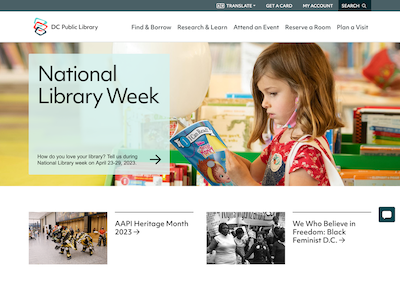 TRANSLATE GET A CARD MY ACCOUNT SEARCH
DC Public Library
Find & Borrow Research & Learn Attend an Event Reserve a Room Plan a Visit
National
Library Week
How do you love your library? Tell us during
National Library week on April 23-29, 2023.
I Can Read!
AAPI Heritage Month
2023 →
We Who Believe in
Freedom: Black
Feminist D.C. →